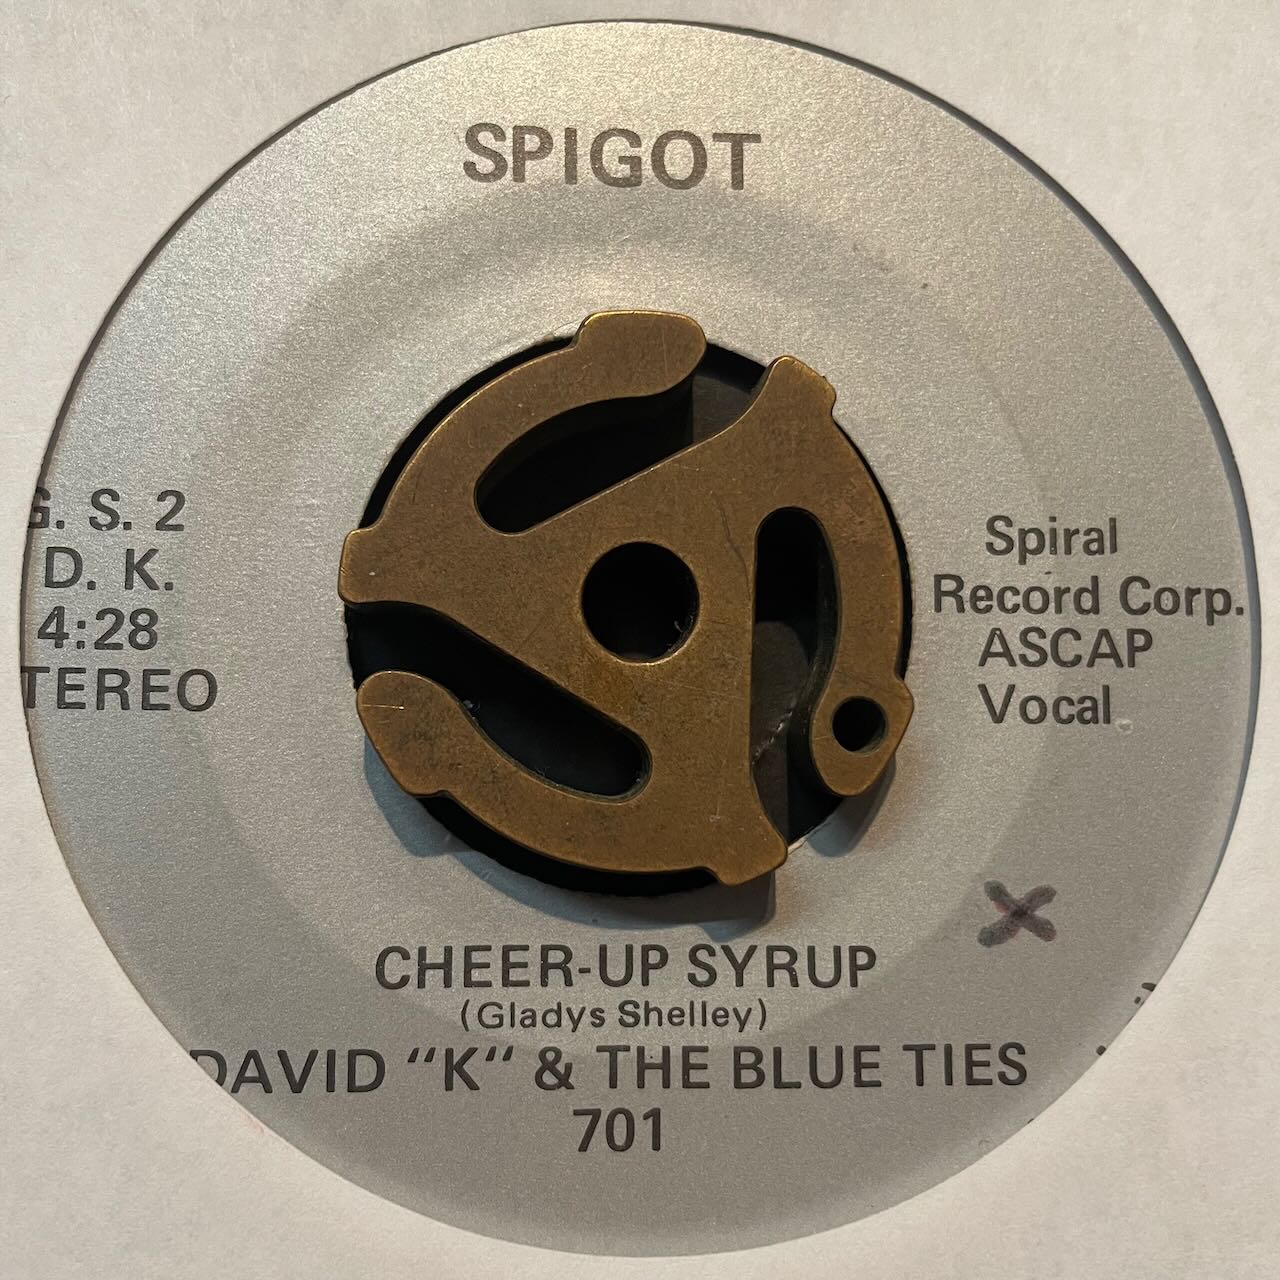 SPIGOT
G. S. 2
D. K.
4:28
TEREO
Spiral
Record Corp.
ASCAP
Vocal
CHEER-UP SYRUP
(Gladys Shelley)
DAVID “K“ & THE BLUE TIES
701